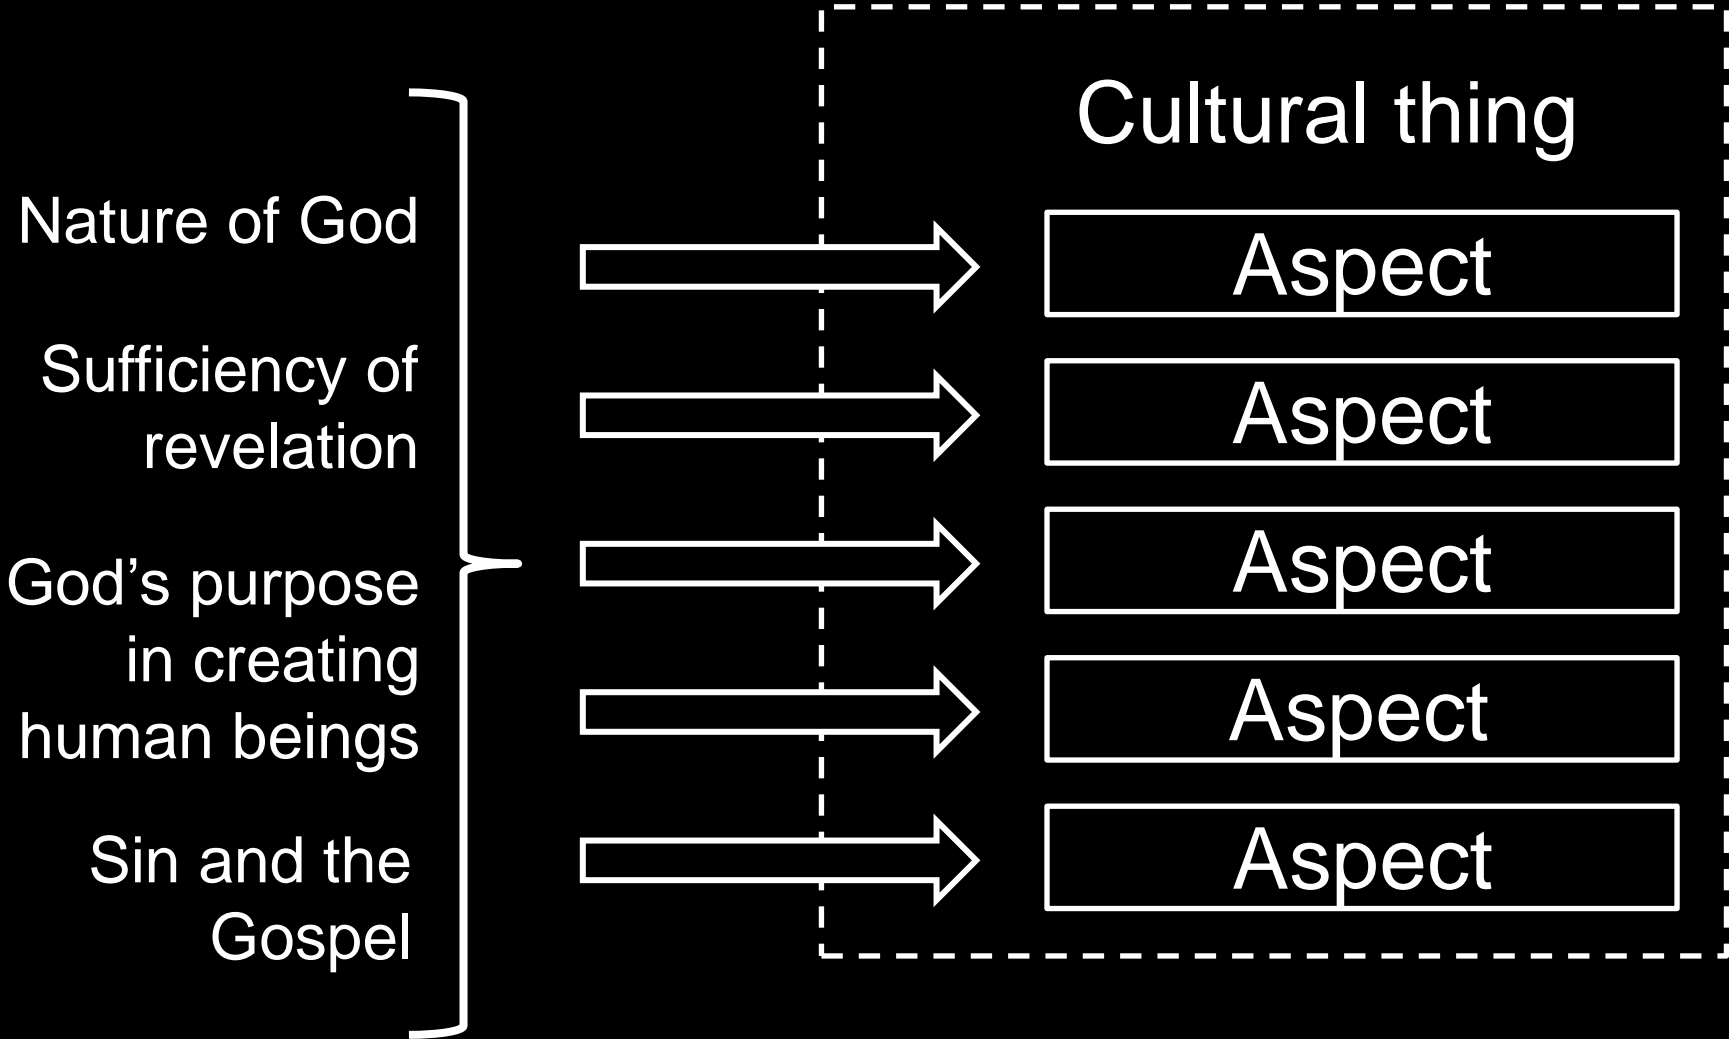 Nature of God
Sufficiency of
revelation
God’s purpose
in creating
human beings
Sin and the
Gospel
Cultural thing
Aspect
Aspect
Aspect
Aspect
Aspect